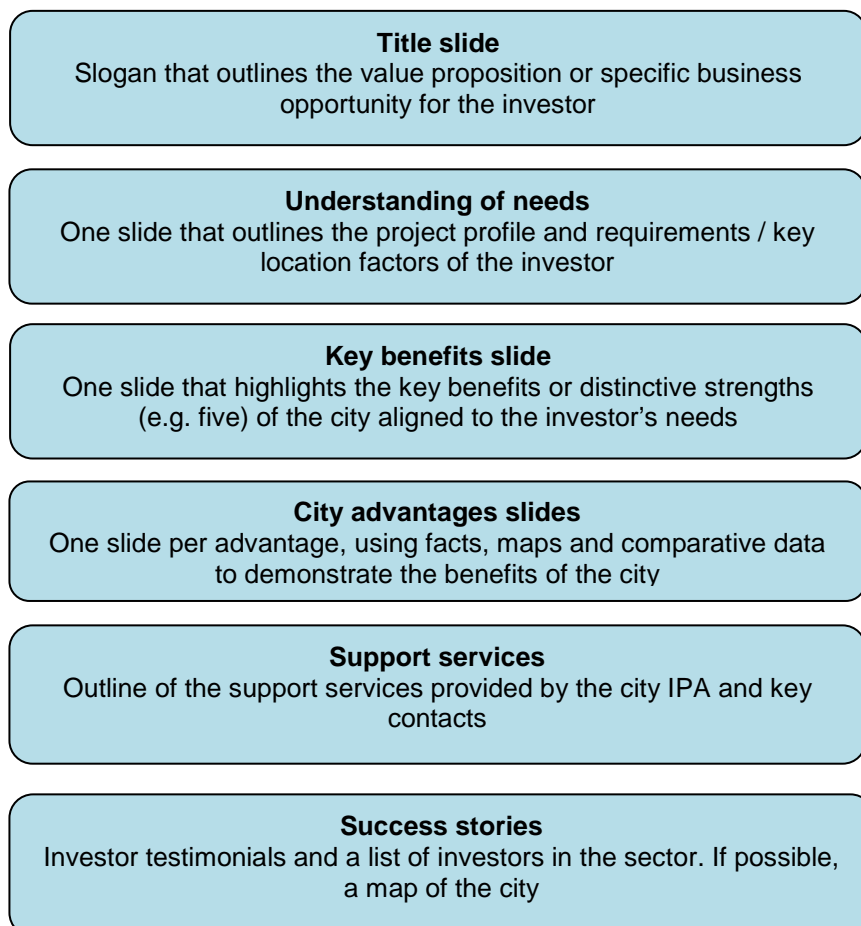 Title slide
Slogan that outlines the value proposition or specific business
opportunity for the investor
Understanding of needs
One slide that outlines the project profile and requirements / key
location factors of the investor
Key benefits slide
One slide that highlights the key benefits or distinctive strengths
(e.g. five) of the city aligned to the investor's needs
City advantages slides
One slide per advantage, using facts, maps and comparative data
to demonstrate the benefits of the city
Support services
Outline of the support services provided by the city IPA and key
contacts
Success stories
Investor testimonials and a list of investors in the sector. If possible,
a map of the city